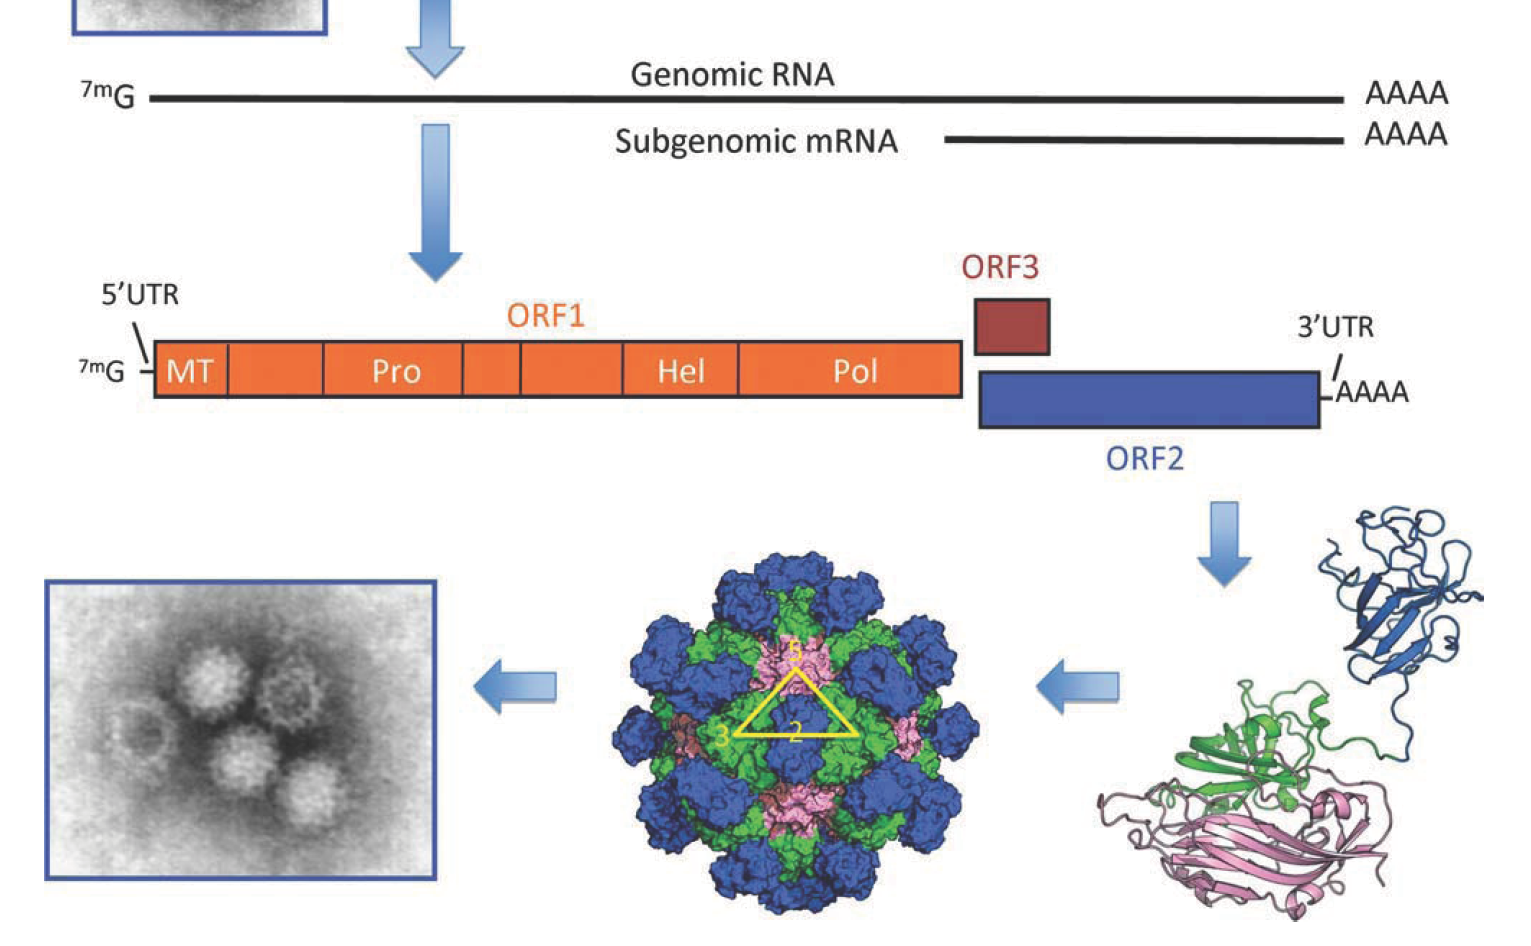 Genomic RNA
⁷ᵐG AAAA
Subgenomic mRNA AAAA
ORF3
5'UTR
ORF1
3'UTR
⁷ᵐG MT Pro Hel Pol
AAAA
ORF2
5
3 2